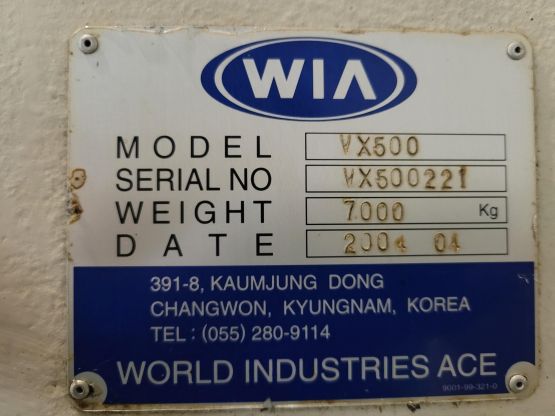 WIA
MODEL VX500
SERIAL NO VX500221
WEIGHT 7000 Kg
DATE 2004 04
391-8, KAUMJUNG DONG
CHANGWON, KYUNGNAM, KOREA
TEL : (055) 280-9114
WORLD INDUSTRIES ACE
9001-99-321-0